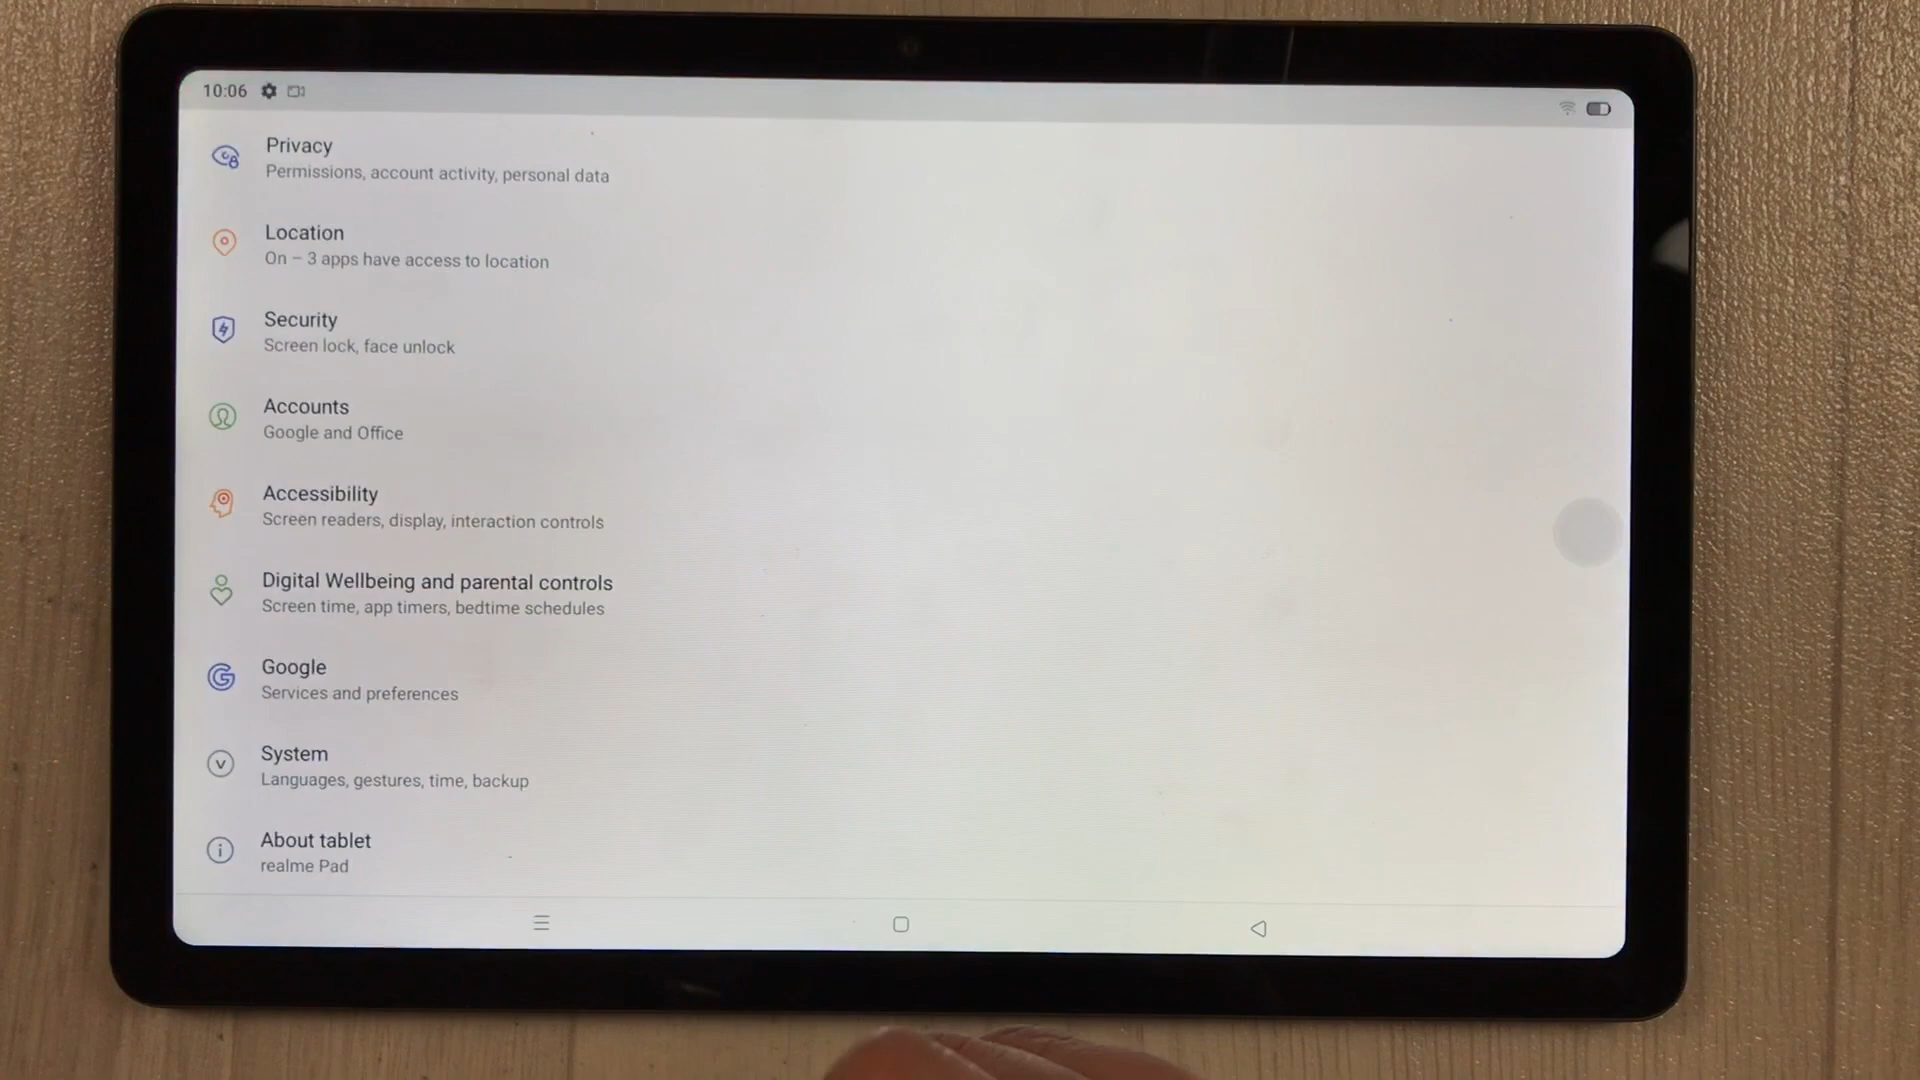 10:06
Privacy
Permissions, account activity, personal data
Location
On – 3 apps have access to location
Security
Screen lock, face unlock
Accounts
Google and Office
Accessibility
Screen readers, display, interaction controls
Digital Wellbeing and parental controls
Screen time, app timers, bedtime schedules
Google
Services and preferences
System
Languages, gestures, time, backup
About tablet
realme Pad